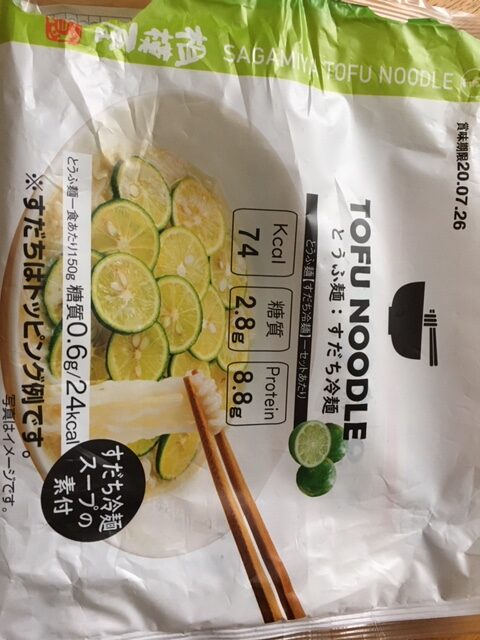 相模屋
SAGAMIYA TOFU NOODLE
賞味期限20.07.26
TOFU NOODLE
とうふ麺：すだち冷麺
とうふ麺【すだち冷麺】一セットあたり
Kcal
74
糖質
2.8g
Protein
8.8g
とうふ麺一食あたり150g 糖質0.6g/24kcal
※すだちはトッピング例です。
写真はイメージです。
すだち冷麺
スープの
素付